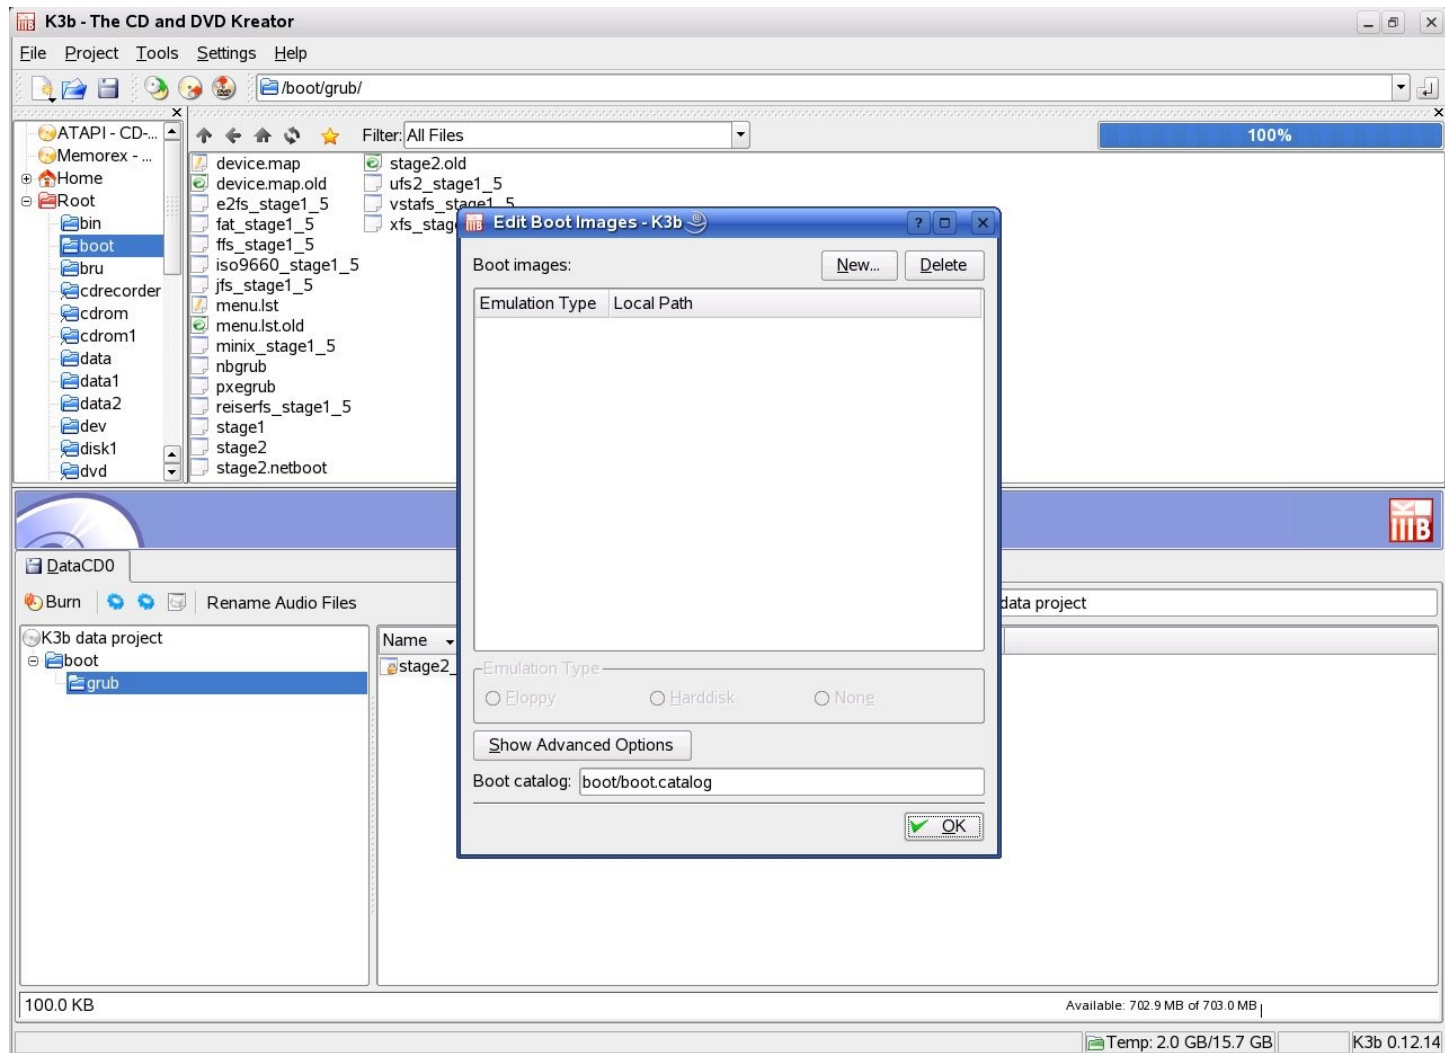 K3b - The CD and DVD Kreator
File Project Tools Settings Help
/boot/grub/
ATAPI - CD-...
Memorex - ...
Home
Root
bin
boot
bru
cdrecorder
cdrom
cdrom1
data
data1
data2
dev
disk1
dvd
Filter: All Files
100%
device.map
device.map.old
e2fs_stage1_5
fat_stage1_5
ffs_stage1_5
iso9660_stage1_5
jfs_stage1_5
menu.lst
menu.lst.old
minix_stage1_5
nbgrub
pxegrub
reiserfs_stage1_5
stage1
stage2
stage2.netboot
stage2.old
ufs2_stage1_5
vstafs_stage1_5
xfs_stag
Edit Boot Images - K3b
Boot images:
New...
Delete
Emulation Type Local Path
Emulation Type
Floppy Harddisk None
Show Advanced Options
Boot catalog: boot/boot.catalog
OK
DataCD0
Burn
Rename Audio Files
data project
K3b data project
boot
grub
Name
stage2_
100.0 KB
Available: 702.9 MB of 703.0 MB
Temp: 2.0 GB/15.7 GB
K3b 0.12.14